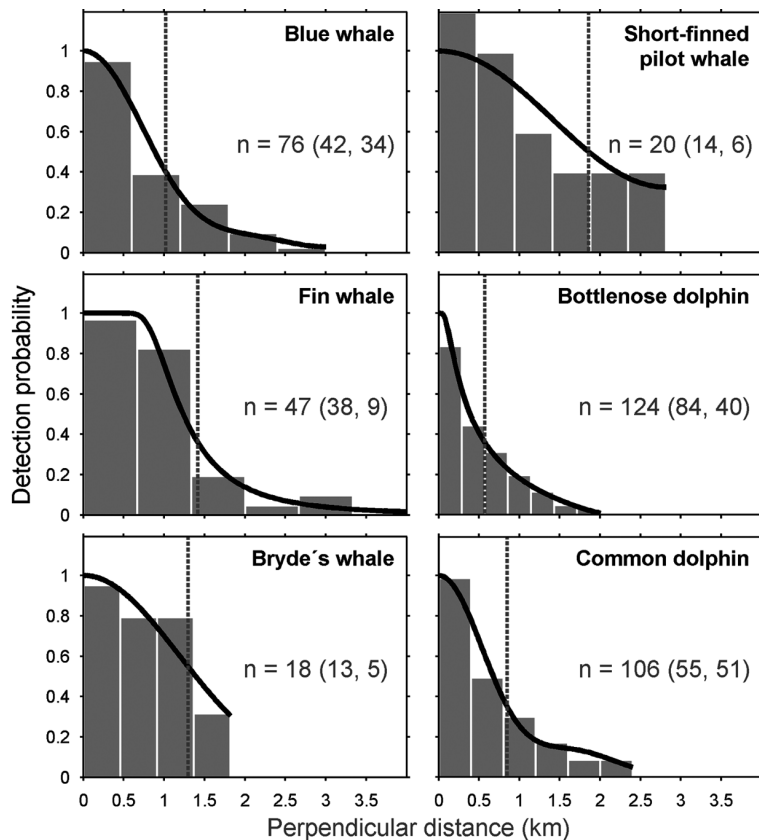 Blue whale
n = 76 (42, 34)
1
0.8
0.6
0.4
0.2
0
Short-finned
pilot whale
n = 20 (14, 6)
Fin whale
n = 47 (38, 9)
1
0.8
0.6
0.4
0.2
0
Bottlenose dolphin
n = 124 (84, 40)
Bryde´s whale
n = 18 (13, 5)
1
0.8
0.6
0.4
0.2
0
0 0.5 1 1.5 2 2.5 3 3.5
Common dolphin
n = 106 (55, 51)
0 0.5 1 1.5 2 2.5 3 3.5
Detection probability
Perpendicular distance (km)